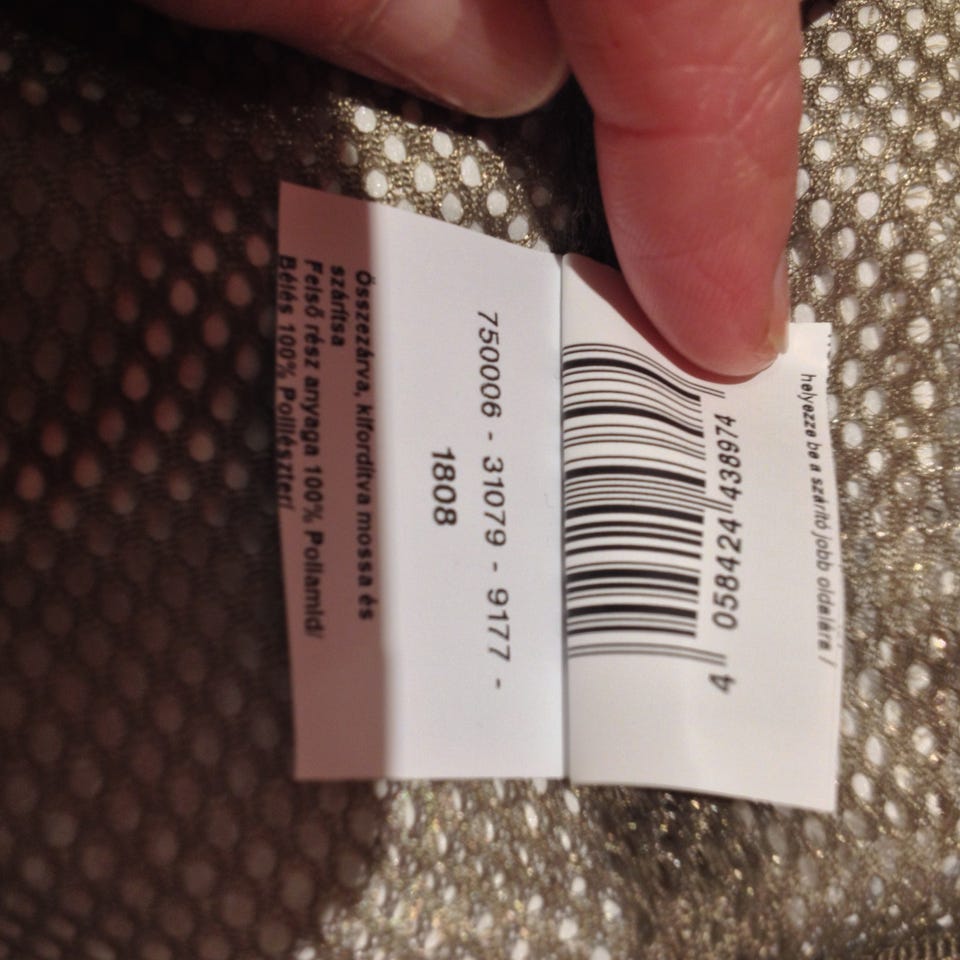 helyezze be a szárító jobb oldelére /
4 058424 438974
750006 - 31079 - 9177 -
1808
Összezárva, kifordítva mossa és
szárítsa
Felső rész anyaga 100% Poliamid/
Bélés 100% Poliészter/